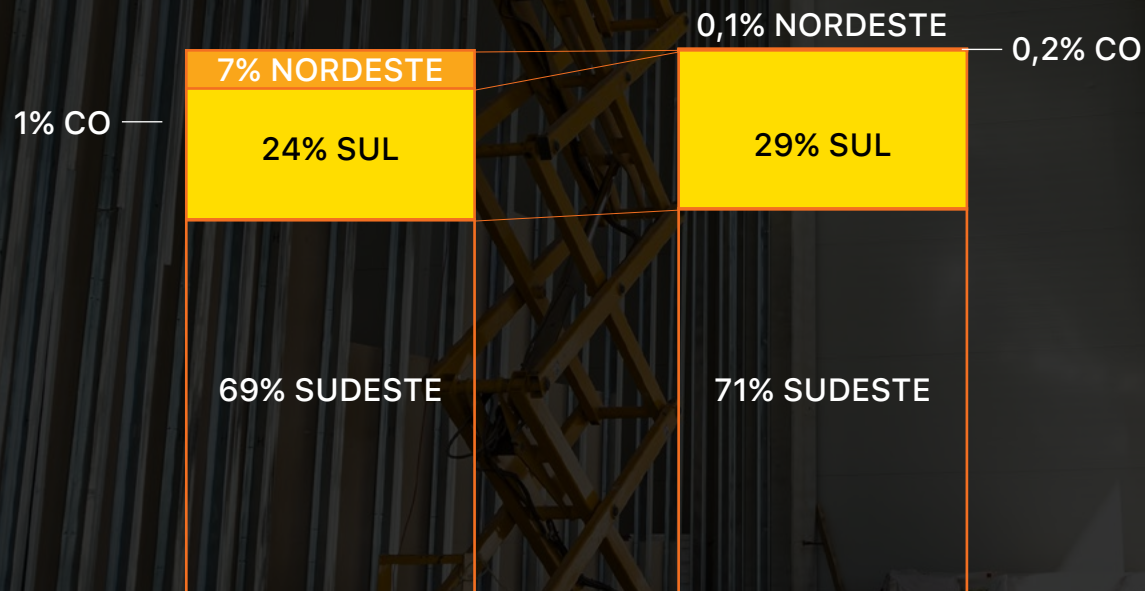 0,1% NORDESTE
0,2% CO
7% NORDESTE
1% CO
24% SUL
29% SUL
69% SUDESTE
71% SUDESTE